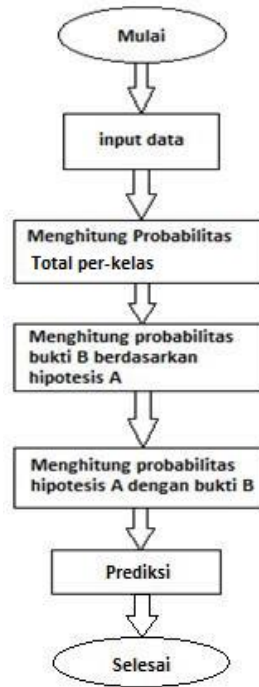 Mulai
input data
Menghitung Probabilitas
Total per-kelas
Menghitung probabilitas
bukti B berdasarkan
hipotesis A
Menghitung probabilitas
hipotesis A dengan bukti B
Prediksi
Selesai